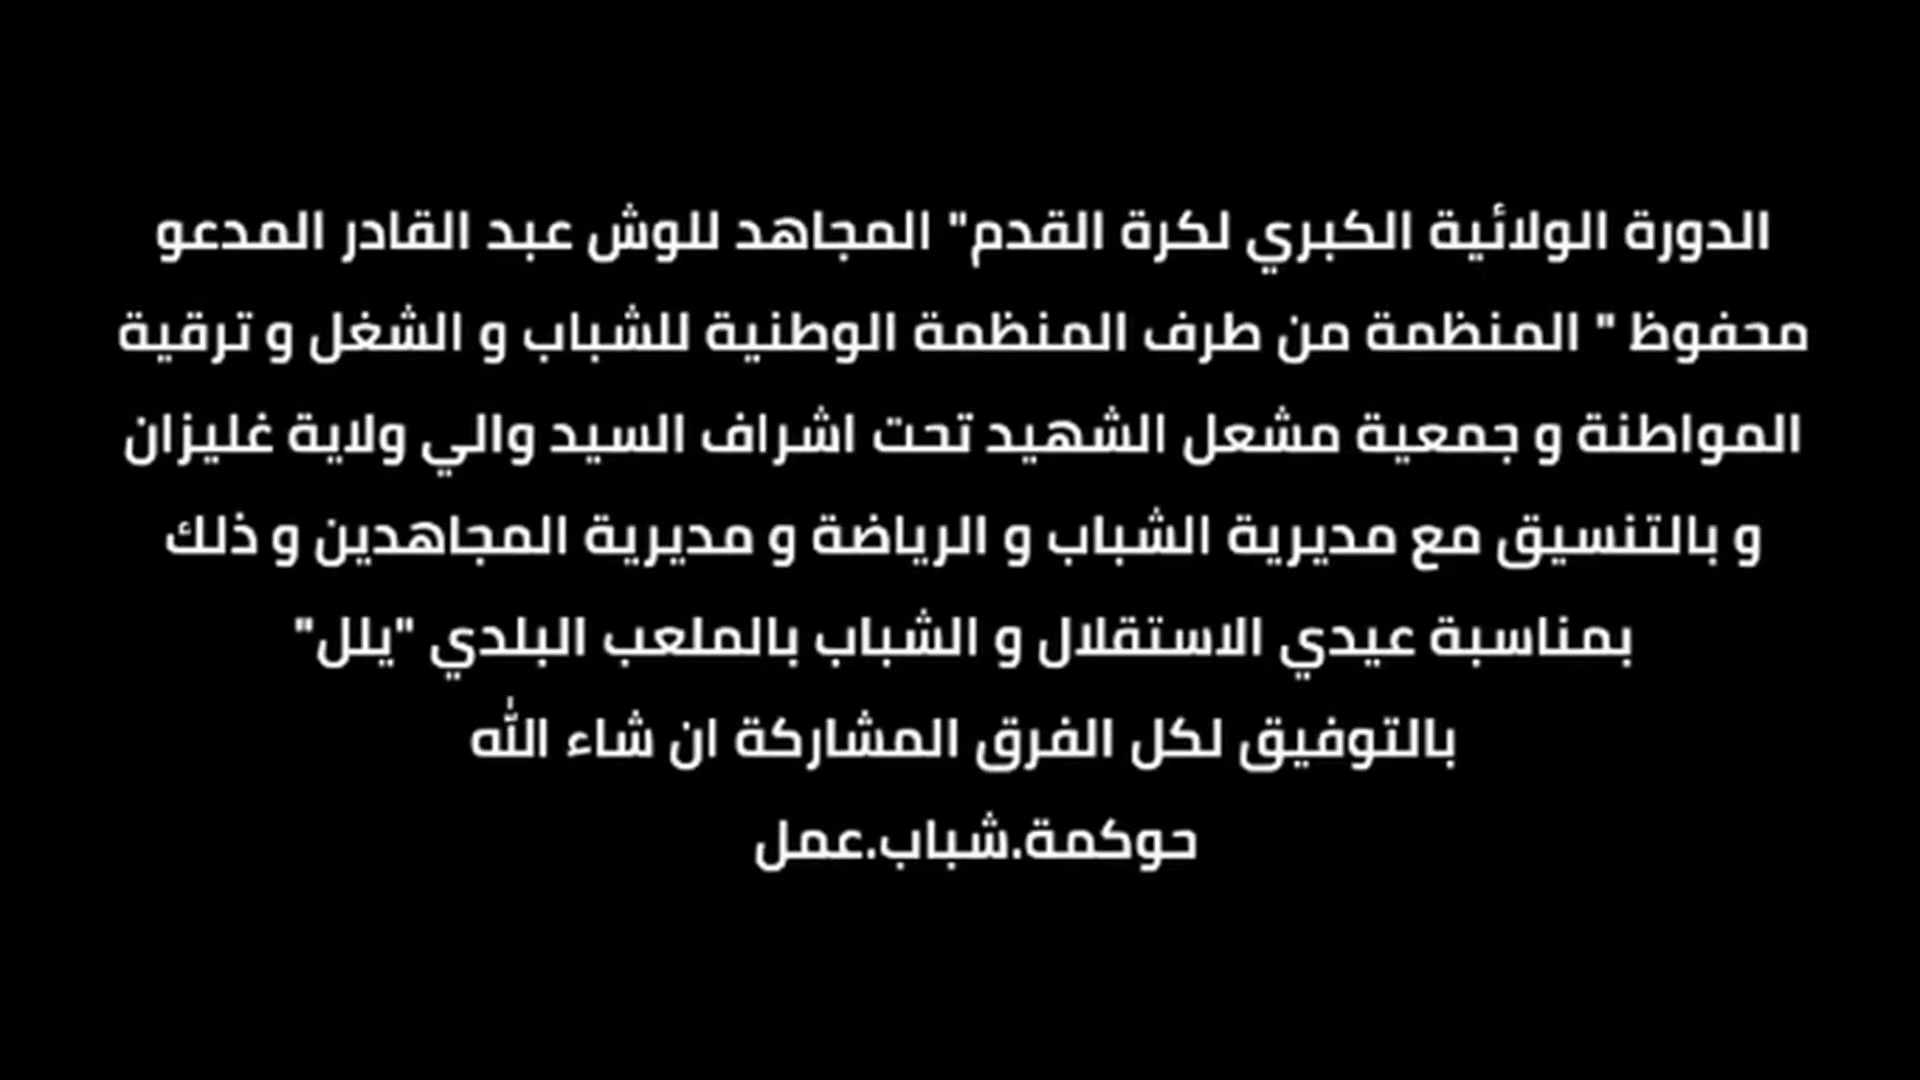 الدورة الولائية الكبري لكرة القدم" المجاهد للوش عبد القادر المدعو
محفوظ " المنظمة من طرف المنظمة الوطنية للشباب و الشغل و ترقية
المواطنة و جمعية مشعل الشهيد تحت اشراف السيد والي ولاية غليزان
و بالتنسيق مع مديرية الشباب و الرياضة و مديرية المجاهدين و ذلك
بمناسبة عيدي الاستقلال و الشباب بالملعب البلدي "يلل"
بالتوفيق لكل الفرق المشاركة ان شاء الله
حوكمة.شباب.عمل